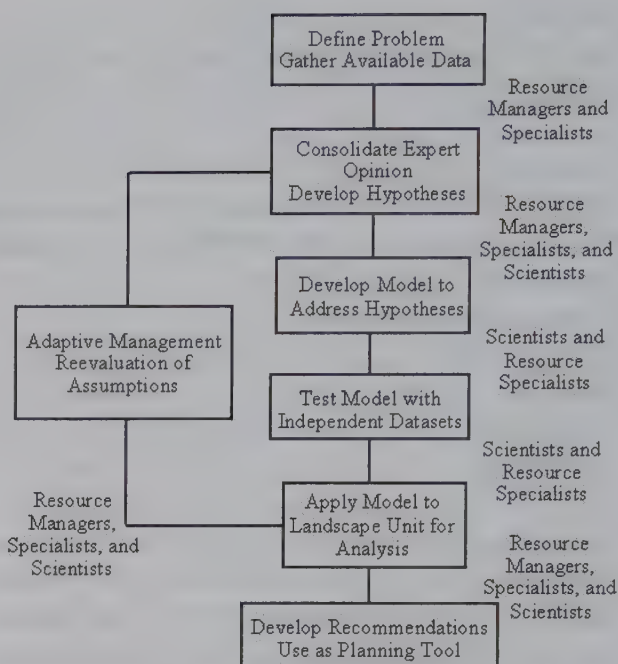 Define Problem
Gather Available Data
Resource
Managers and
Specialists
Consolidate Expert
Opinion
Develop Hypotheses
Resource
Managers,
Specialists, and
Scientists
Develop Model to
Address Hypotheses
Adaptive Management
Reevaluation of
Assumptions
Scientists and
Resource
Specialists
Test Model with
Independent Datasets
Scientists and
Resource
Specialists
Resource
Managers,
Specialists, and
Scientists
Apply Model to
Landscape Unit for
Analysis
Resource
Managers,
Specialists, and
Scientists
Develop Recommendations
Use as Planning Tool